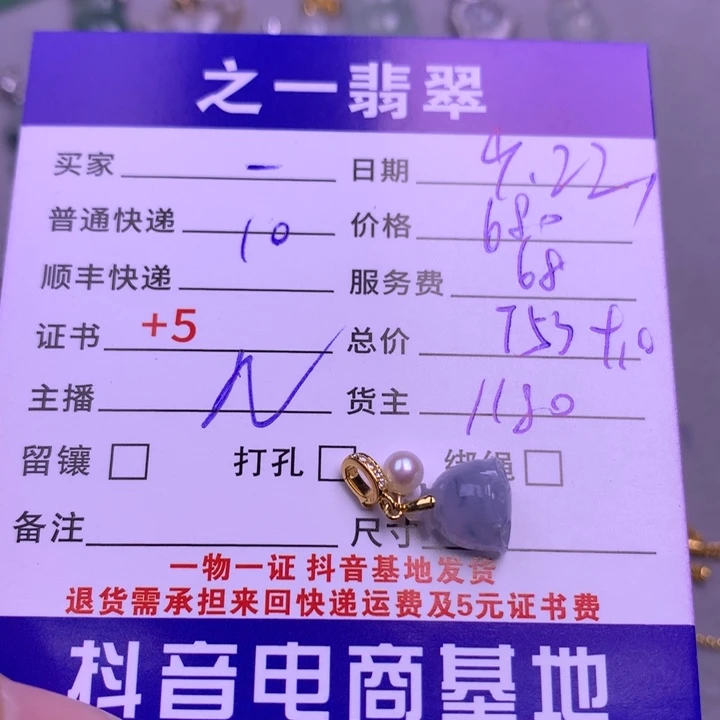 之一翡翠
买家 一 日期 4.22
普通快递 10 价格 680
顺丰快递 服务费 68
证书 +5 总价 753+10
主播 货主 1180
留镶 打孔 绑绳
备注 尺寸
一物一证 抖音基地发货
退货需承担来回快递运费及5元证书费
抖音电商基地